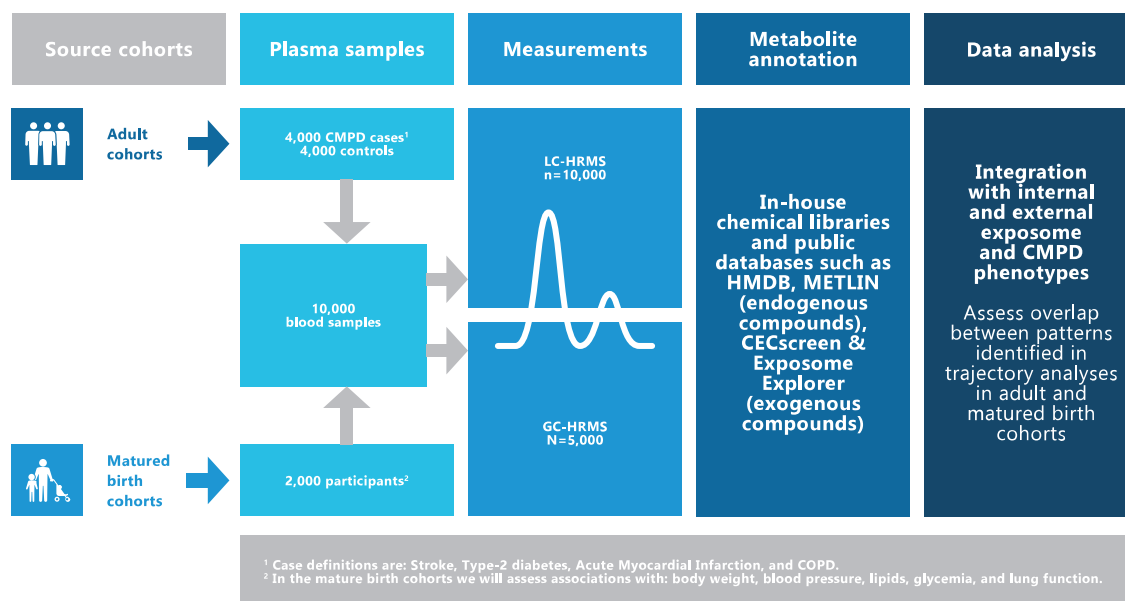 Source cohorts
Plasma samples
Measurements
Metabolite
annotation
Data analysis
Adult
cohorts
4,000 CMPD cases¹
4,000 controls
10,000
blood samples
Matured
birth
cohorts
2,000 participants²
LC-HRMS
n=10,000
GC-HRMS
N=5,000
In-house
chemical libraries
and public
databases such as
HMDB, METLIN
(endogenous
compounds),
CECscreen &
Exposome
Explorer
(exogenous
compounds)
Integration
with internal
and external
exposome
and CMPD
phenotypes
Assess overlap
between patterns
identified in
trajectory analyses
in adult and
matured birth
cohorts
¹ Case definitions are: Stroke, Type-2 diabetes, Acute Myocardial Infarction, and COPD.
² In the mature birth cohorts we will assess associations with: body weight, blood pressure, lipids, glycemia, and lung function.